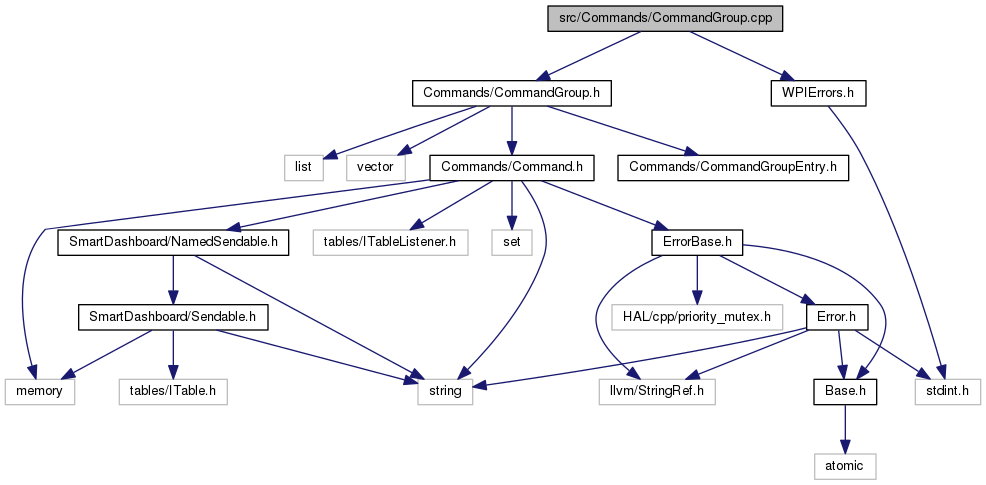 src/Commands/CommandGroup.cpp
Commands/CommandGroup.h
WPIErrors.h
list
vector
Commands/Command.h
Commands/CommandGroupEntry.h
SmartDashboard/NamedSendable.h
tables/ITableListener.h
set
ErrorBase.h
SmartDashboard/Sendable.h
HAL/cpp/priority_mutex.h
Error.h
memory
tables/ITable.h
string
llvm/StringRef.h
Base.h
stdint.h
atomic